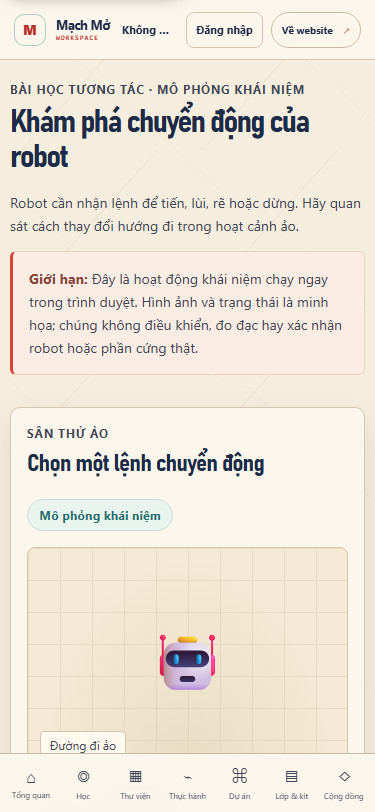 M
Mạch Mở
WORKSPACE
Không ...
Đăng nhập
Về website ↗
BÀI HỌC TƯƠNG TÁC · MÔ PHỎNG KHÁI NIỆM
Khám phá chuyển động của
robot
Robot cần nhận lệnh để tiến, lùi, rẽ hoặc dừng. Hãy quan
sát cách thay đổi hướng đi trong hoạt cảnh ảo.
Giới hạn: Đây là hoạt động khái niệm chạy ngay
trong trình duyệt. Hình ảnh và trạng thái là minh
họa; chúng không điều khiển, đo đạc hay xác nhận
robot hoặc phần cứng thật.
SÂN THỬ ẢO
Chọn một lệnh chuyển động
Mô phỏng khái niệm
Đường đi ảo
Tổng quan
Học
Thư viện
Thực hành
Dự án
Lớp & kit
Cộng đồng